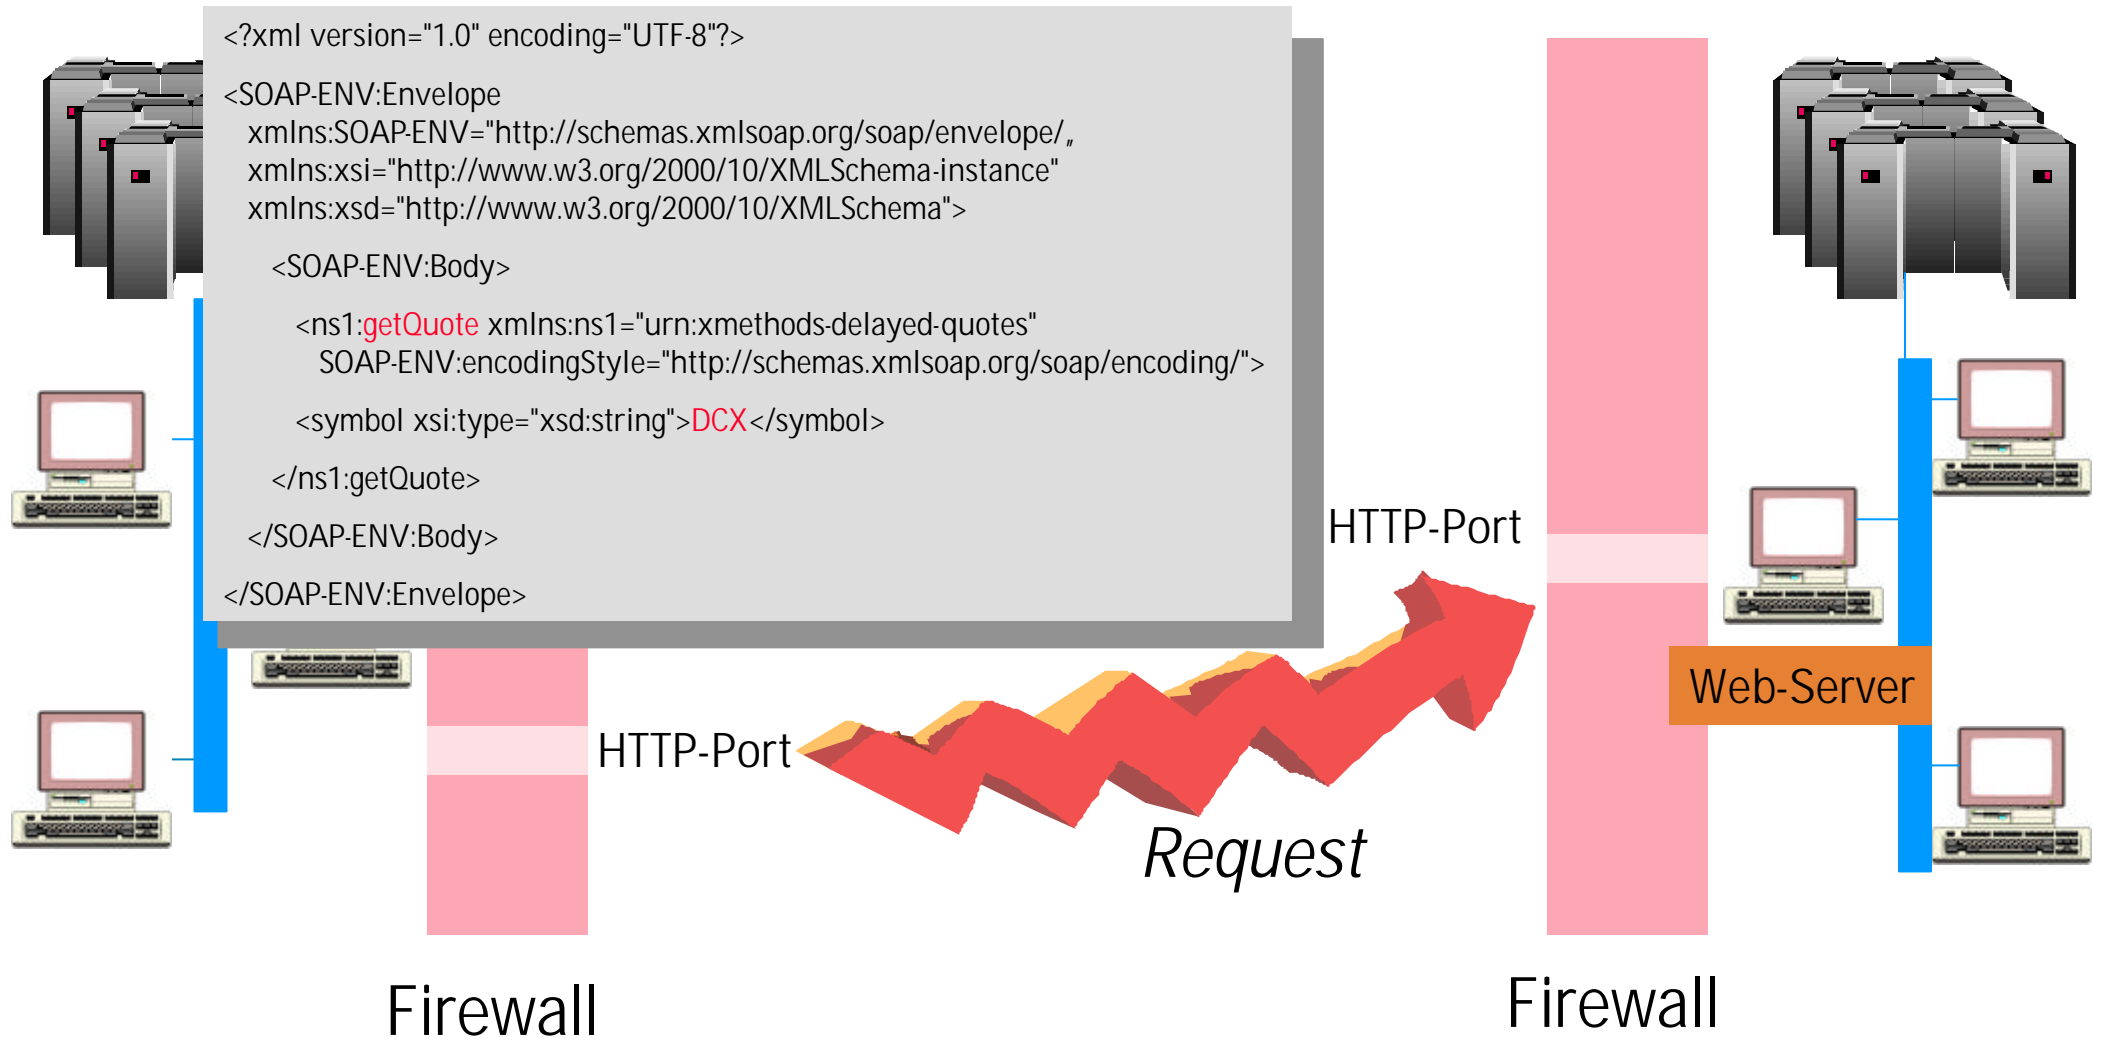 <?xml version="1.0" encoding="UTF-8"?>
<SOAP-ENV:Envelope
xmlns:SOAP-ENV="http://schemas.xmlsoap.org/soap/envelope/„
xmlns:xsi="http://www.w3.org/2000/10/XMLSchema-instance"
xmlns:xsd="http://www.w3.org/2000/10/XMLSchema">
<SOAP-ENV:Body>
<ns1:getQuote xmlns:ns1="urn:xmethods-delayed-quotes"
SOAP-ENV:encodingStyle="http://schemas.xmlsoap.org/soap/encoding/">
<symbol xsi:type="xsd:string">DCX</symbol>
</ns1:getQuote>
</SOAP-ENV:Body>
</SOAP-ENV:Envelope>
HTTP-Port
Web-Server
HTTP-Port
Request
Firewall
Firewall